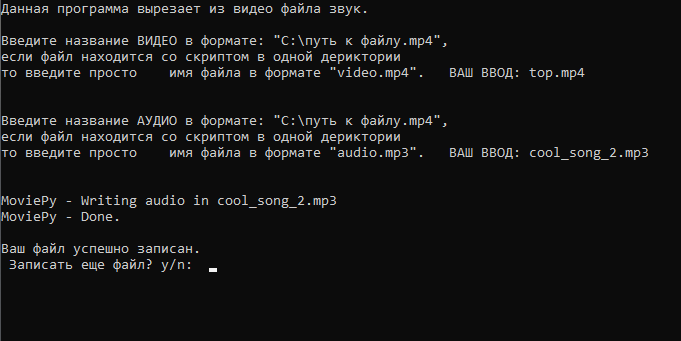 Данная программа вырезает из видео файла звук.
Введите название ВИДЕО в формате: "C:\путь к файлу.mp4",
если файл находится со скриптом в одной дериктории
то введите просто    имя файла в формате "video.mp4".   ВАШ ВВОД: top.mp4
Введите название АУДИО в формате: "C:\путь к файлу.mp4",
если файл находится со скриптом в одной дериктории
то введите просто    имя файла в формате "audio.mp3".   ВАШ ВВОД: cool_song_2.mp3
MoviePy - Writing audio in cool_song_2.mp3
MoviePy - Done.
Ваш файл успешно записан.
Записать еще файл? y/n: